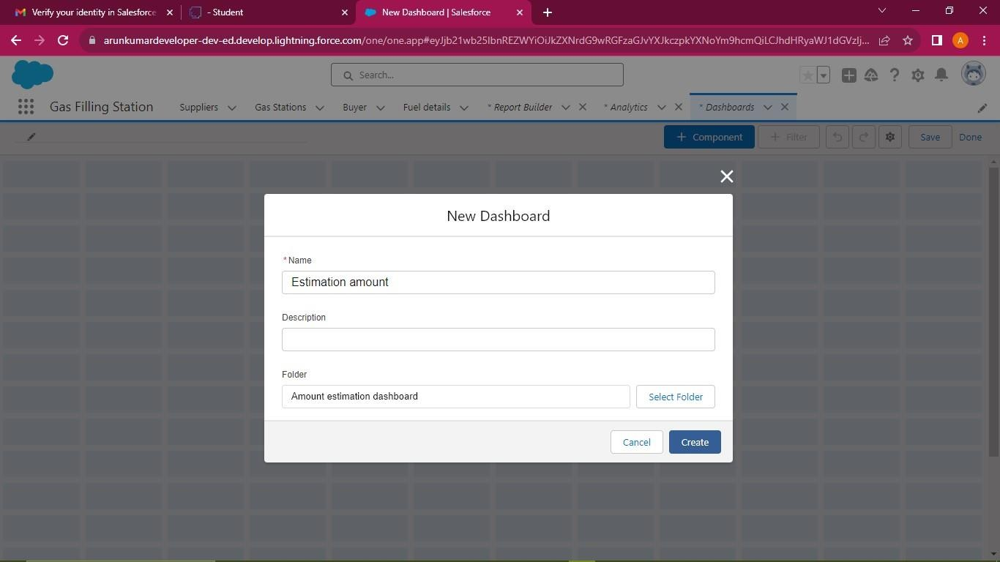 Verify your identity in Salesforce
- Student
New Dashboard | Salesforce
arunkumardeveloper-dev-ed.develop.lightning.force.com/one/one.app#eyJjb21wb25lbnREZWYiOiJkZXNrdG9wRGFzaGJvYXJkczpkYXNoYm9hcmQiLCJhdHRyaWJ1dGVzIj...
A
Search...
Gas Filling Station
Suppliers
Gas Stations
Buyer
Fuel details
* Report Builder
* Analytics
* Dashboards
+ Component
+ Filter
Save
Done
New Dashboard
* Name
Estimation amount
Description
Folder
Amount estimation dashboard
Select Folder
Cancel
Create